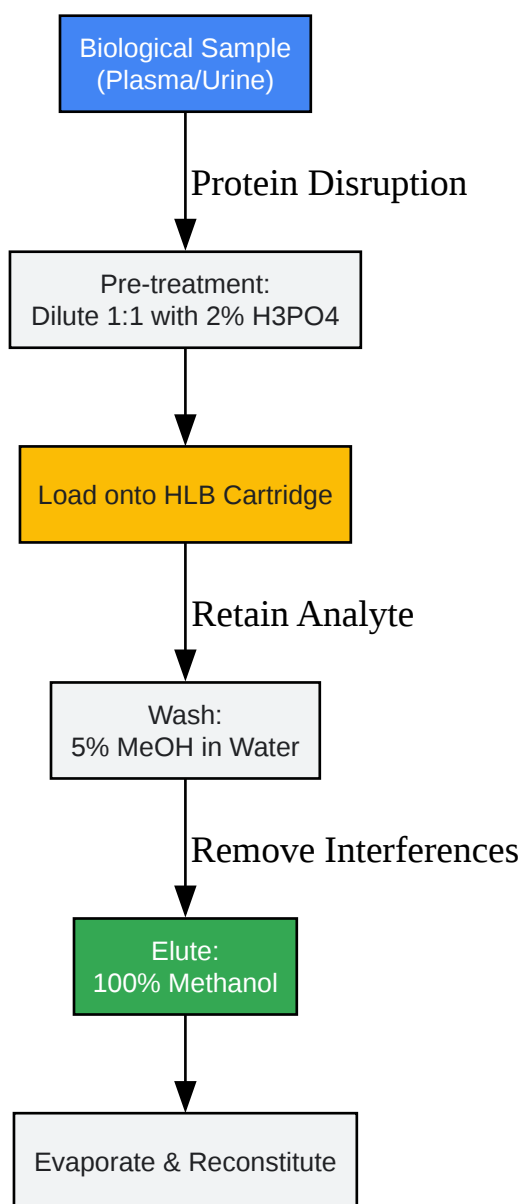 Biological Sample
(Plasma/Urine)
Protein Disruption
Pre-treatment:
Dilute 1:1 with 2% H3PO4
Load onto HLB Cartridge
Retain Analyte
Wash:
5% MeOH in Water
Remove Interferences
Elute:
100% Methanol
Evaporate & Reconstitute